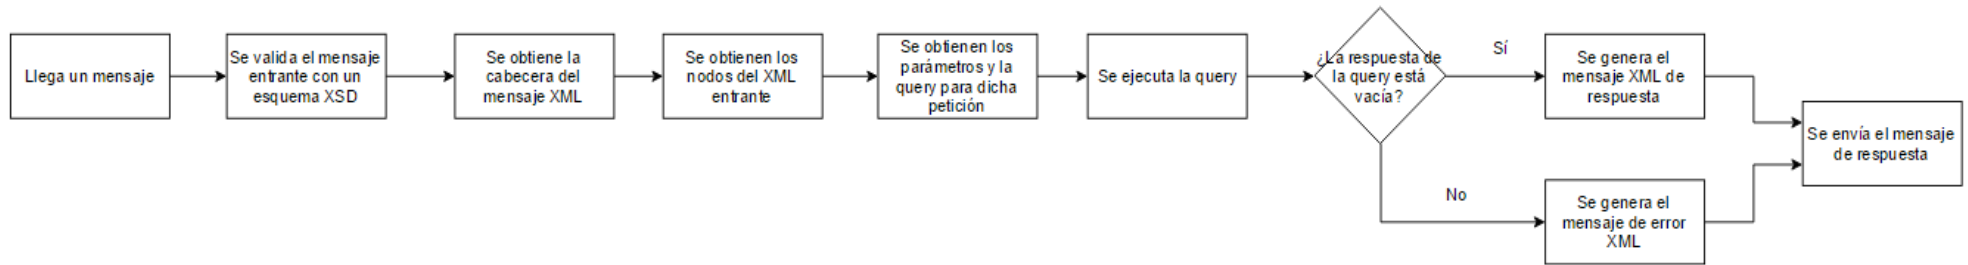 Llega un mensaje
Se valida el mensaje
entrante con un
esquema XSD
Se obtiene la
cabecera del
mensaje XML
Se obtienen los
nodos del XML
entrante
Se obtienen los
parámetros y la
query para dicha
petición
Se ejecuta la query
¿La respuesta de
la query está
vacía?
Sí
Se genera el
mensaje XML de
respuesta
No
Se genera el
mensaje de error
XML
Se envía el mensaje
de respuesta